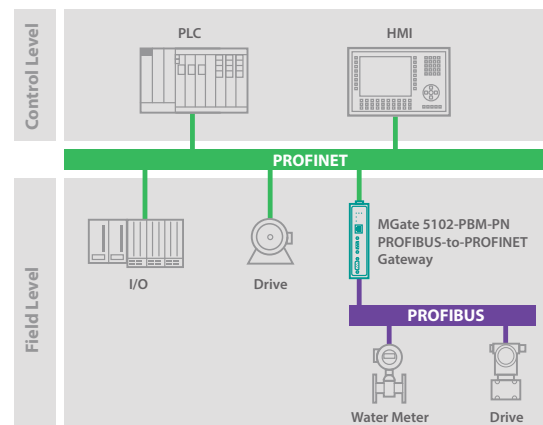 Control Level
PLC
HMI
PROFINET
Field Level
I/O
Drive
MGate 5102-PBM-PN
PROFIBUS-to-PROFINET
Gateway
PROFIBUS
Water Meter
Drive